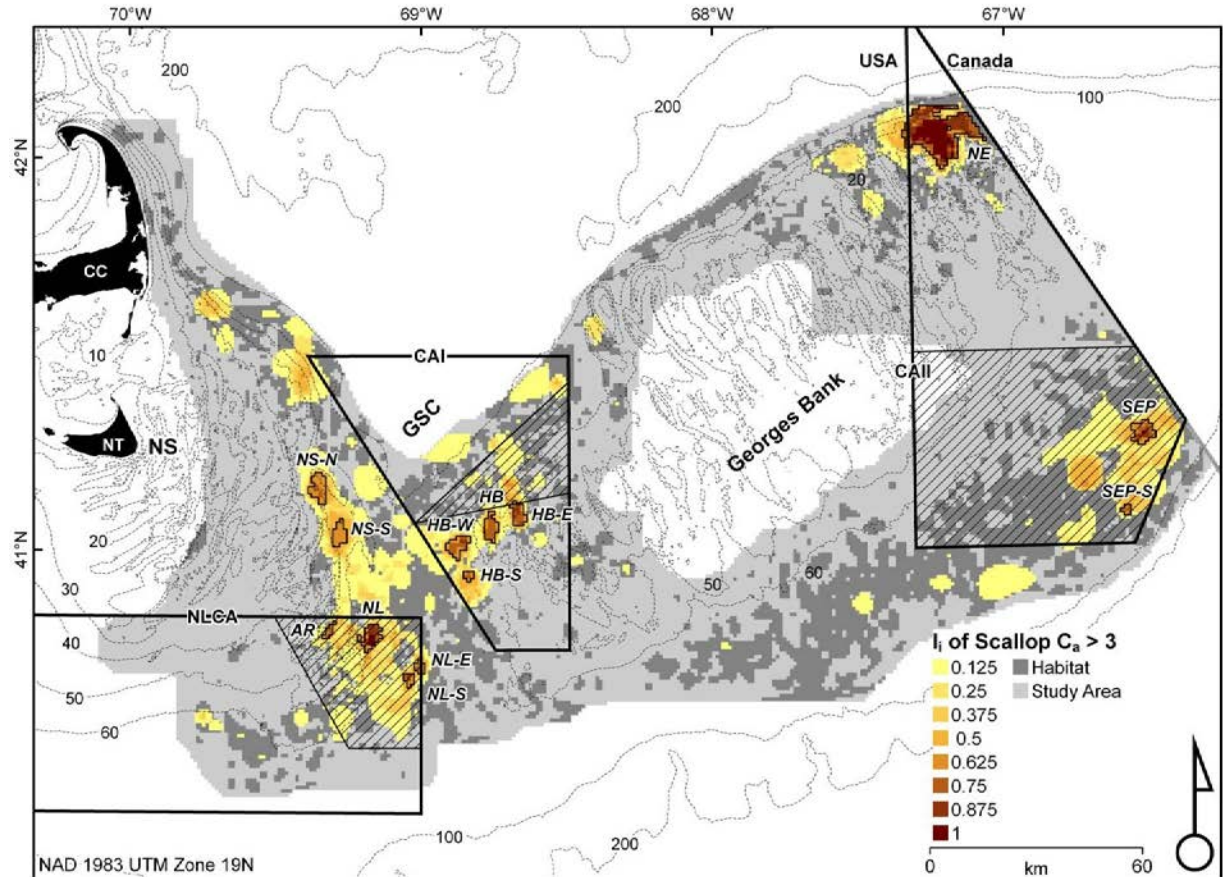 70°W
69°W
68°W
67°W
42°N
41°N
200
200
100
USA
Canada
NE
20
CC
10
NT
NS
CAI
GSC
CAII
Georges Bank
SEP
SEP-S
NS-N
NS-S
HB
HB-W
HB-E
HB-S
20
30
40
50
60
50
60
NLCA
NL
AR
NL-E
NL-S
100
200
Iᵢ of Scallop Cₐ > 3
0.125
0.25
0.375
0.5
0.625
0.75
0.875
1
Habitat
Study Area
0
60
km
NAD 1983 UTM Zone 19N